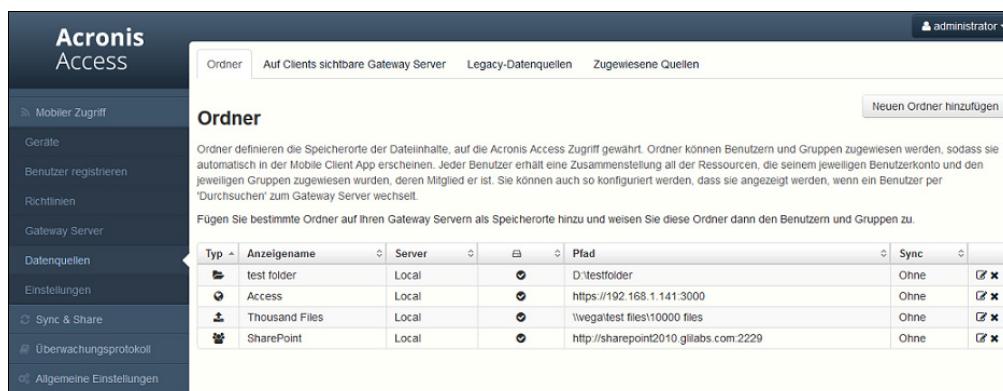 administrator
Acronis
Access
Ordner Auf Clients sichtbare Gateway Server Legacy-Datenquellen Zugewiesene Quellen
Mobiler Zugriff
Geräte
Benutzer registrieren
Richtlinien
Gateway Server
Datenquellen
Einstellungen
Sync & Share
Überwachungsprotokoll
Allgemeine Einstellungen
Neuen Ordner hinzufügen
Ordner
Ordner definieren die Speicherorte der Dateiinhalte, auf die Acronis Access Zugriff gewährt. Ordner können Benutzern und Gruppen zugewiesen werden, sodass sie
automatisch in der Mobile Client App erscheinen. Jeder Benutzer erhält eine Zusammenstellung all der Ressourcen, die seinem jeweiligen Benutzerkonto und den
jeweiligen Gruppen zugewiesen wurden, deren Mitglied er ist. Sie können auch so konfiguriert werden, dass sie angezeigt werden, wenn ein Benutzer per
'Durchsuchen' zum Gateway Server wechselt.
Fügen Sie bestimmte Ordner auf Ihren Gateway Servern als Speicherorte hinzu und weisen Sie diese Ordner dann den Benutzern und Gruppen zu.
Typ Anzeigename Server Pfad Sync
test folder Local D:\testfolder Ohne
Access Local https://192.168.1.141:3000 Ohne
Thousand Files Local \\vega\test files\10000 files Ohne
SharePoint Local http://sharepoint2010.glilabs.com:2229 Ohne